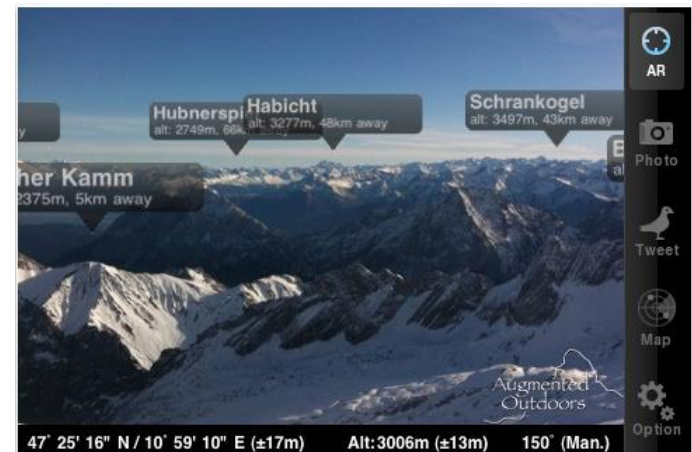 Hubnerspi
alt: 2749m, 66k
Habicht
alt: 3277m, 48km away
Schrankogel
alt: 3497m, 43km away
her Kamm
2375m, 5km away
AR
Photo
Tweet
Map
Option
Augmented
Outdoors
47° 25' 16" N / 10° 59' 10" E (±17m) Alt:3006m (±13m) 150° (Man.)